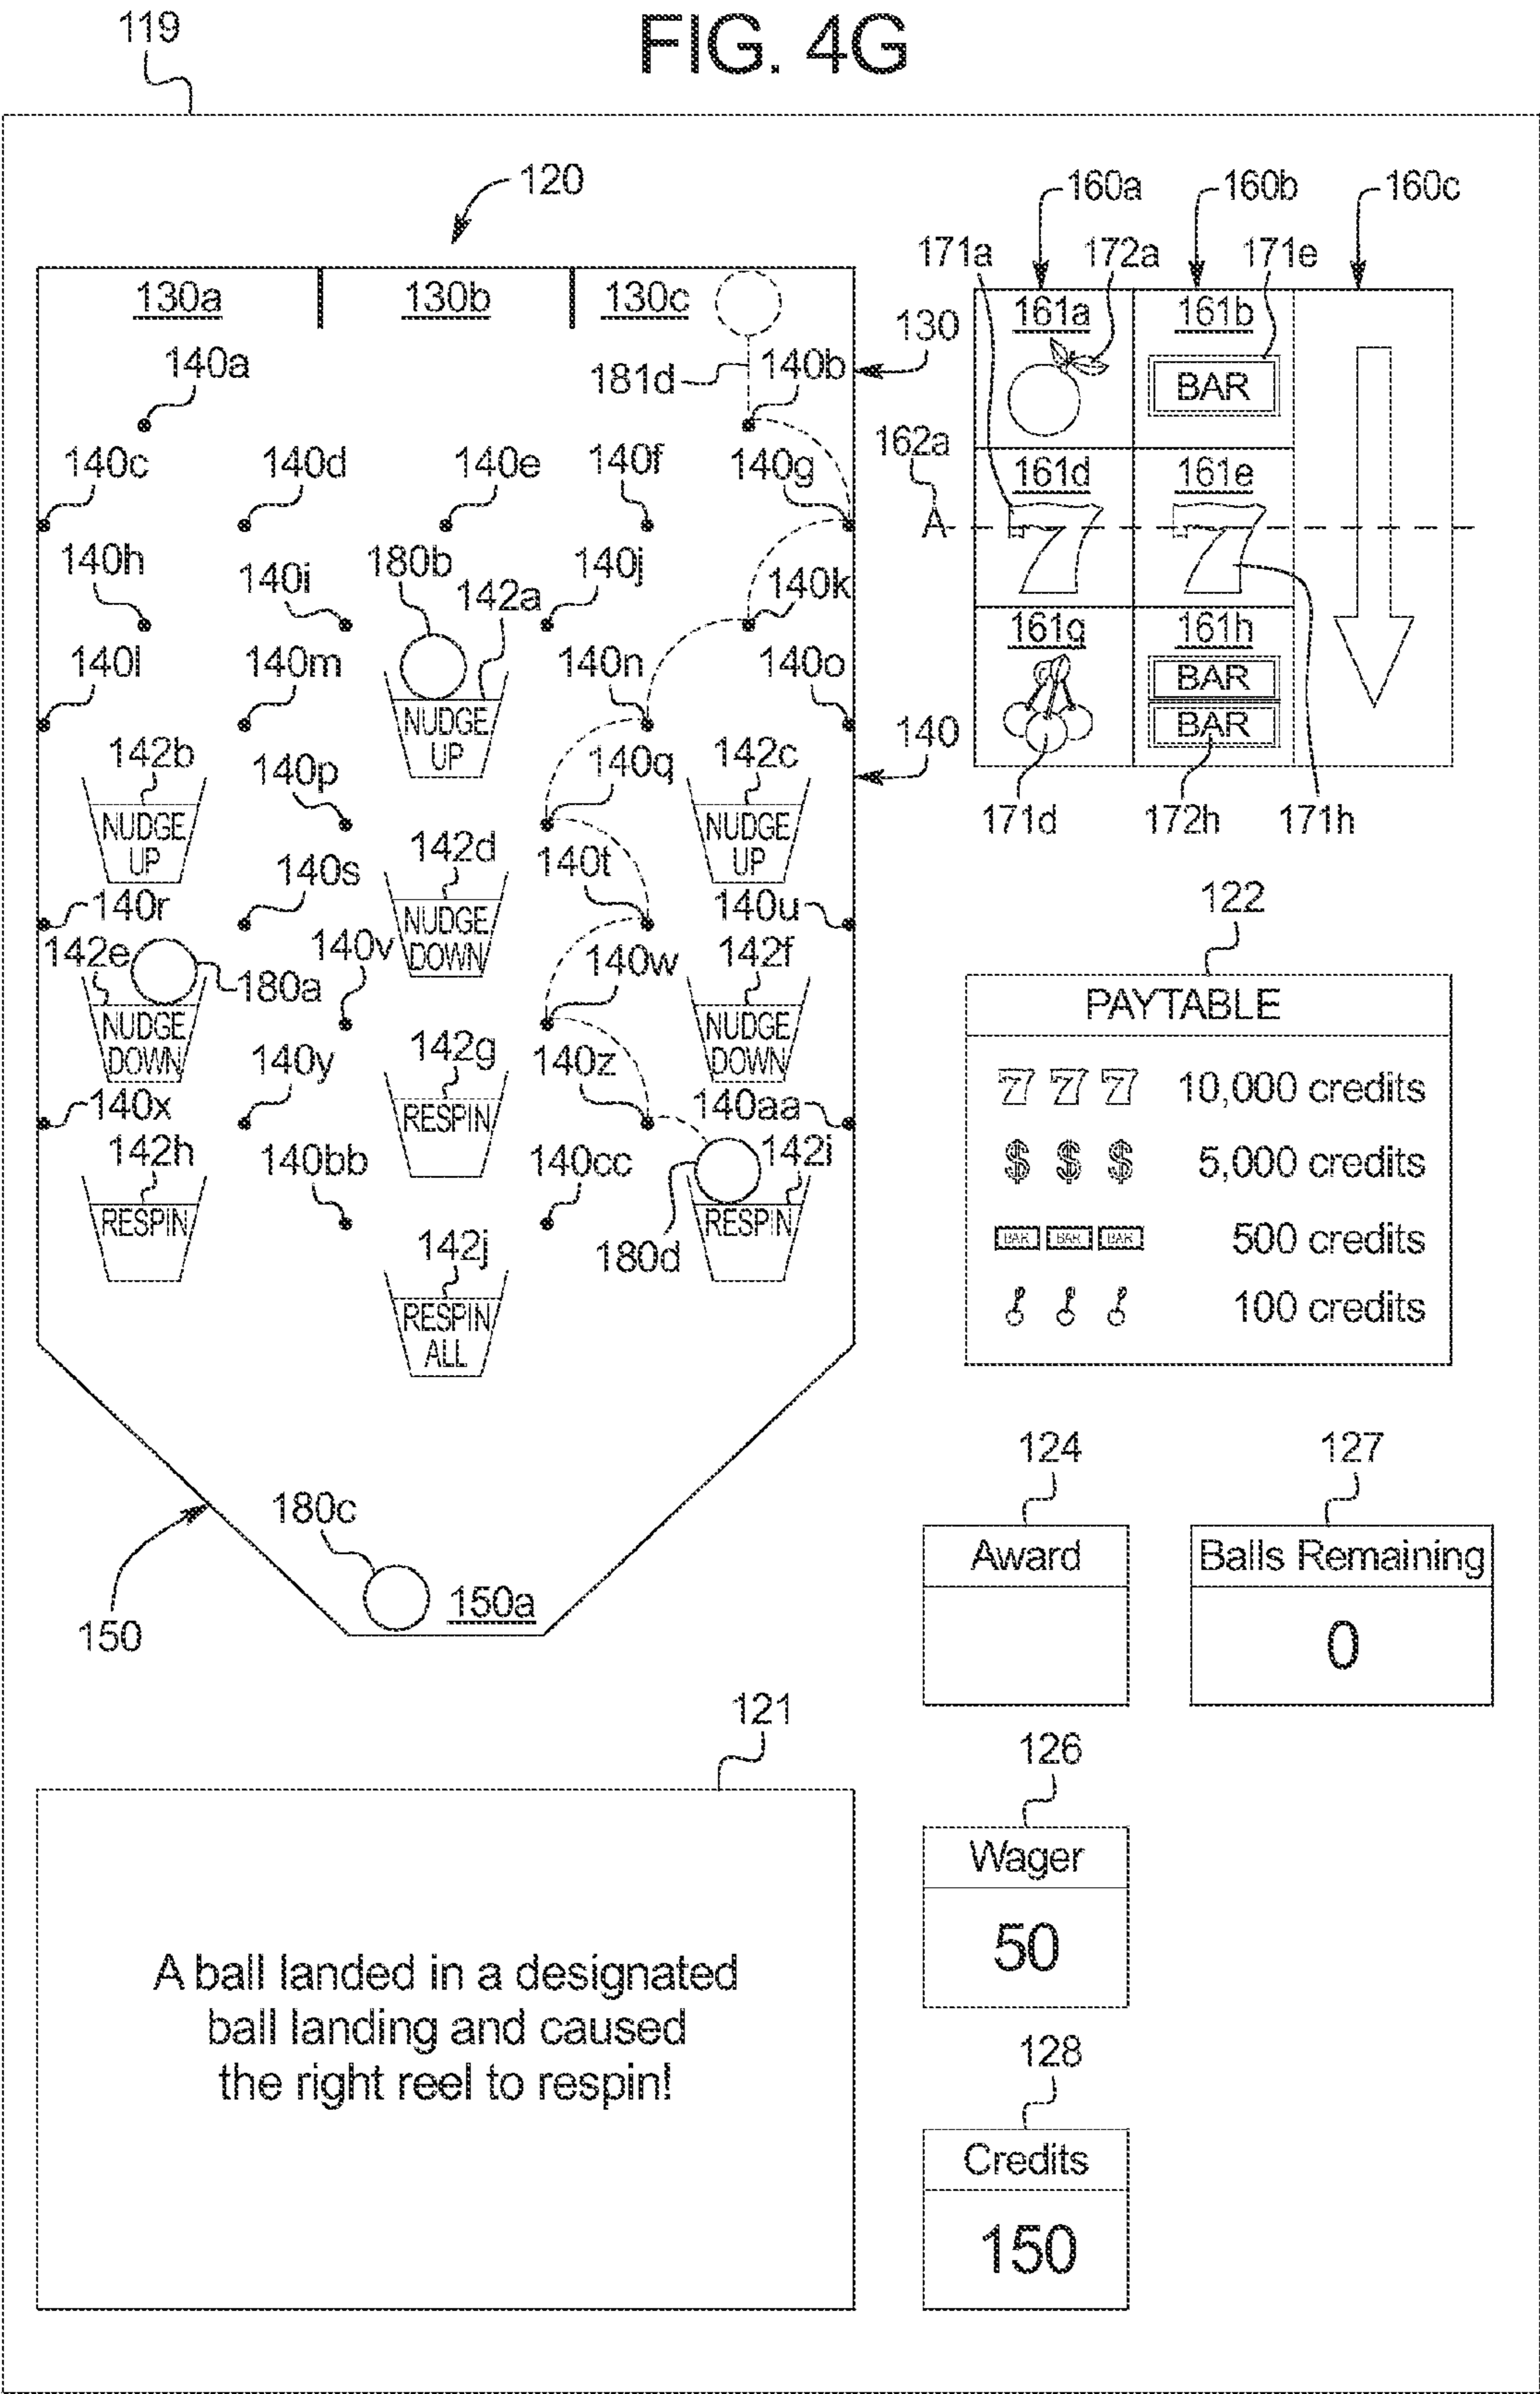 FIG. 4G
119
120
160a 160b 160c
171a 172a 171e
130a 130b 130c
161a 161b
130
140a
181d
140b
BAR
162a
140c 140d 140e 140f 140g
161d 161e
A
7 7
140h 140i 180b 142a 140j 140k
161g 161h
140l 140m 140n 140o
BAR
BAR
NUDGE
UP
142b 140p 140q 142c
140
171d 172h 171h
NUDGE
UP
NUDGE
UP
142d
140s 140t
122
140r 140u
NUDGE
DOWN
142e 140v 140w 142f
180a
PAYTABLE
NUDGE
DOWN
NUDGE
DOWN
142g
140y 140z
7 7 7 10,000 credits
140x 140aa
RESPIN
142h 140bb 140cc 142i
$ $ $ 5,000 credits
RESPIN
RESPIN
142j
180d
BAR BAR BAR 500 credits
RESPIN
ALL
100 credits
124 127
180c
Award Balls Remaining
150a
150
0
121
126
Wager
50
A ball landed in a designated
ball landing and caused
the right reel to respin!
128
Credits
150